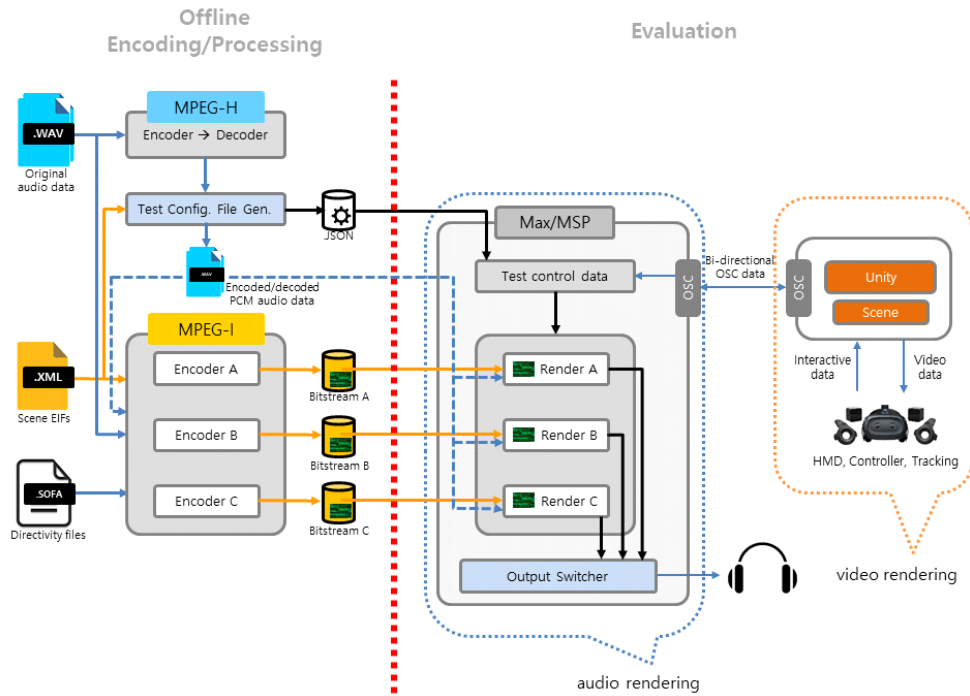 Offline
Encoding/Processing
Evaluation
MPEG-H
Encoder → Decoder
.WAV
Original
audio data
Test Config. File Gen.
JSON
Max/MSP
Test control data
OSC
Bi-directional
OSC data
OSC
Unity
Scene
.WAV
Encoded/decoded
PCM audio data
MPEG-I
Encoder A
Bitstream A
Render A
Interactive
data
Video
data
.XML
Scene EIFs
Encoder B
Bitstream B
Render B
HMD, Controller, Tracking
.SOFA
Directivity files
Encoder C
Bitstream C
Render C
Output Switcher
video rendering
audio rendering